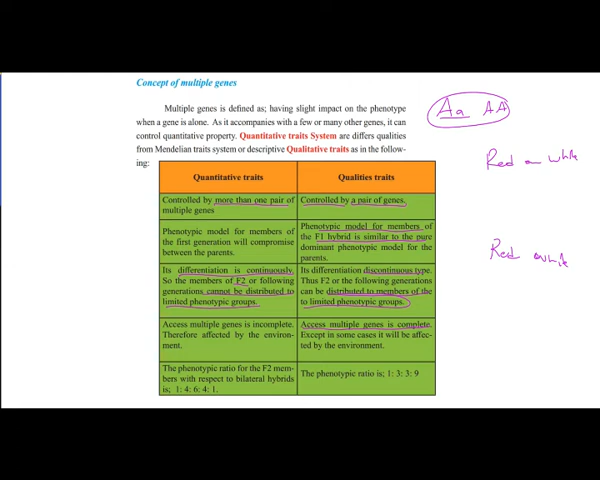 Concept of multiple genes
Multiple genes is defined as; having slight impact on the phenotype
when a gene is alone. As it accompanies with a few or many other genes, it can
control quantitative property. Quantitative traits System are differs qualities
from Mendelian traits system or descriptive Qualitative traits as in the follow-
ing:
Aa AA
Red or white
Red white
Quantitative traits
Qualities traits
Controlled by more than one pair of
multiple genes
Controlled by a pair of genes.
Phenotypic model for members of
the first generation will compromise
between the parents.
Phenotypic model for members of
the F1 hybrid is similar to the pure
dominant phenotypic model for the
parents.
Its differentiation is continuously.
So the members of F2 or following
generations cannot be distributed to
limited phenotypic groups.
Its differentiation discontinuous type.
Thus F2 or the following generations
can be distributed to members of the
to limited phenotypic groups.
Access multiple genes is incomplete.
Therefore affected by the environ-
ment.
Access multiple genes is complete.
Except in some cases it will be affec-
ted by the environment.
The phenotypic ratio for the F2 mem-
bers with respect to bilateral hybrids
is; 1: 4: 6: 4: 1.
The phenotypic ratio is; 1: 3: 3: 9